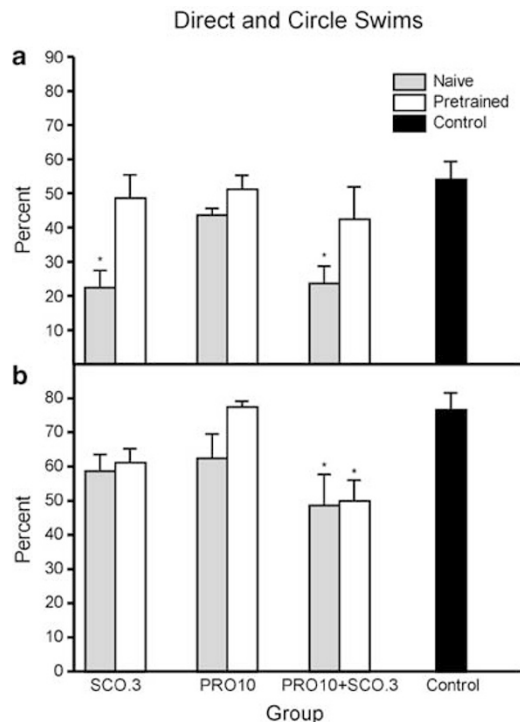 Direct and Circle Swims
a
90
80
70
60
50
40
30
20
10
Percent
Naive
Pretrained
Control
*
*
b
80
70
60
50
40
30
20
10
0
Percent
*
*
SCO.3 PRO10 PRO10+SCO.3 Control
Group